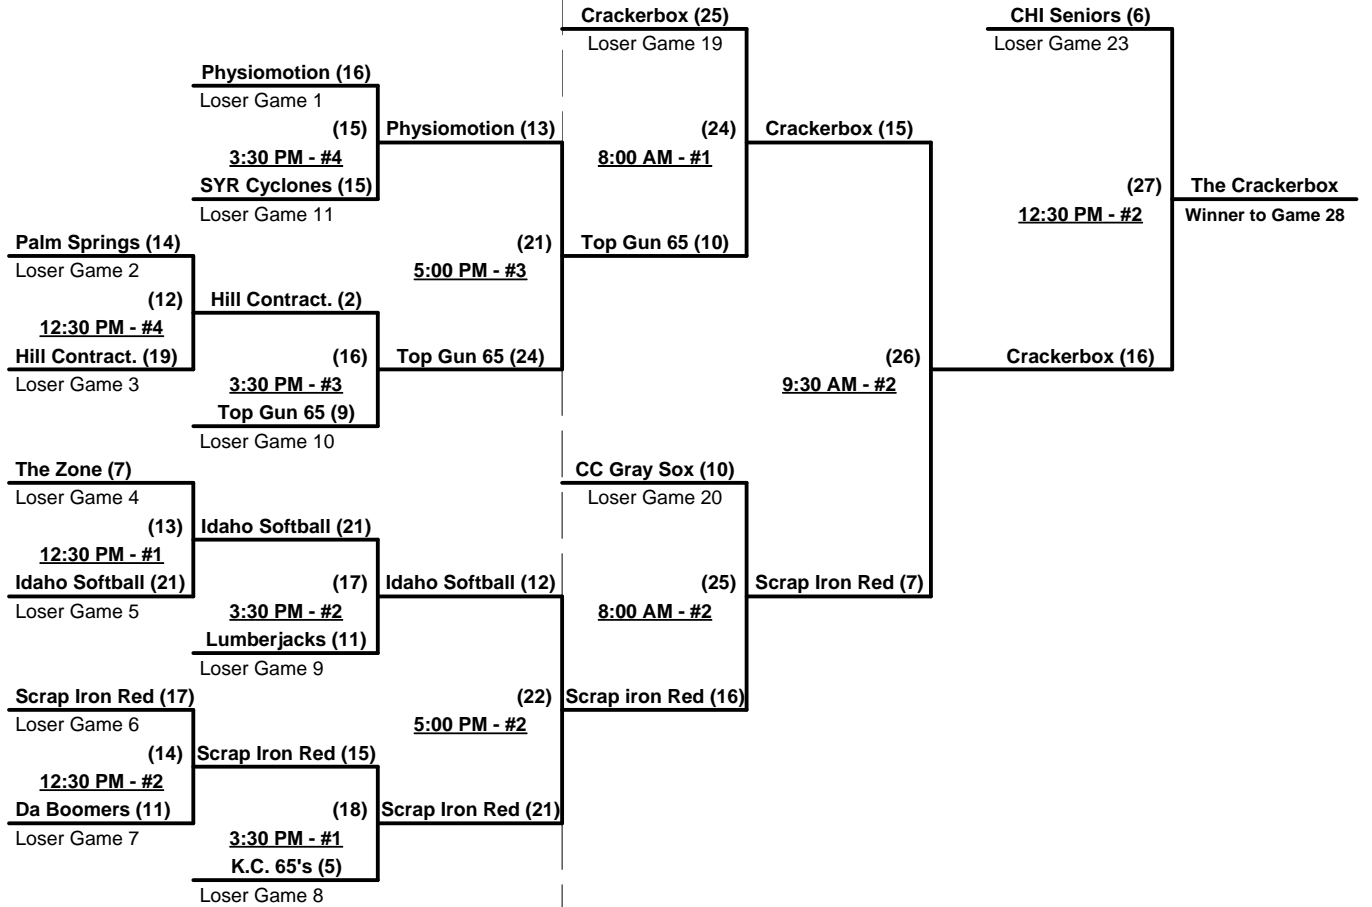 Crackerbox (25)
CHI Seniors (6)
Loser Game 19
Loser Game 23
Physiomotion (16)
Loser Game 1
(15)
Physiomotion (13)
(24)
Crackerbox (15)
3:30 PM - #4
8:00 AM - #1
SYR Cyclones (15)
(27)
The Crackerbox
Loser Game 11
12:30 PM - #2
Winner to Game 28
Palm Springs (14)
(21)
Top Gun 65 (10)
Loser Game 2
5:00 PM - #3
(12)
Hill Contract. (2)
12:30 PM - #4
Hill Contract. (19)
(16)
Top Gun 65 (24)
(26)
Crackerbox (16)
Loser Game 3
3:30 PM - #3
9:30 AM - #2
Top Gun 65 (9)
Loser Game 10
The Zone (7)
CC Gray Sox (10)
Loser Game 4
Loser Game 20
(13)
Idaho Softball (21)
12:30 PM - #1
Idaho Softball (21)
(17)
Idaho Softball (12)
(25)
Scrap Iron Red (7)
Loser Game 5
3:30 PM - #2
8:00 AM - #2
Lumberjacks (11)
Loser Game 9
Scrap Iron Red (17)
(22)
Scrap iron Red (16)
Loser Game 6
5:00 PM - #2
(14)
Scrap Iron Red (15)
12:30 PM - #2
Da Boomers (11)
(18)
Scrap Iron Red (21)
Loser Game 7
3:30 PM - #1
K.C. 65's (5)
Loser Game 8